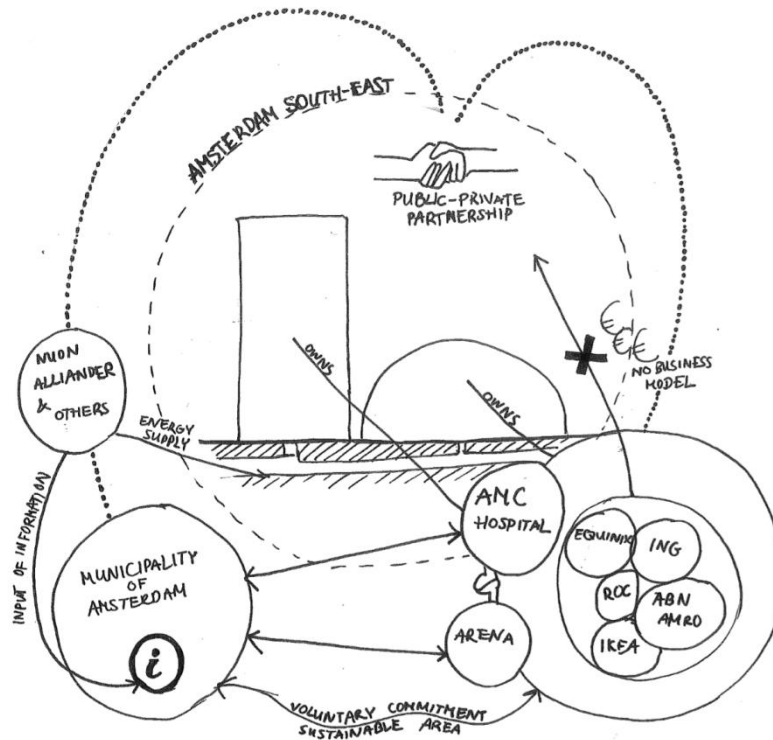 AMSTERDAM SOUTH-EAST
PUBLIC-PRIVATE
PARTNERSHIP
€ € €
NO BUSINESS
MODEL
NUON
ALLIANDER
&
OTHERS
OWNS
OWNS
ENERGY
SUPPLY
INPUT OF INFORMATION
AMC
HOSPITAL
EQUINIX
ING
ROC
ABN
AMRO
IKEA
MUNICIPALITY
OF
AMSTERDAM
i
ARENA
VOLUNTARY COMMITMENT
SUSTAINABLE AREA